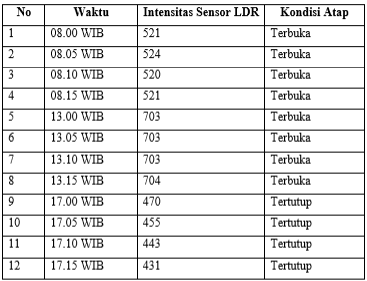 No Waktu Intensitas Sensor LDR Kondisi Atap
1 08.00 WIB 521 Terbuka
2 08.05 WIB 524 Terbuka
3 08.10 WIB 520 Terbuka
4 08.15 WIB 521 Terbuka
5 13.00 WIB 703 Terbuka
6 13.05 WIB 703 Terbuka
7 13.10 WIB 703 Terbuka
8 13.15 WIB 704 Terbuka
9 17.00 WIB 470 Tertutup
10 17.05 WIB 455 Tertutup
11 17.10 WIB 443 Tertutup
12 17.15 WIB 431 Tertutup